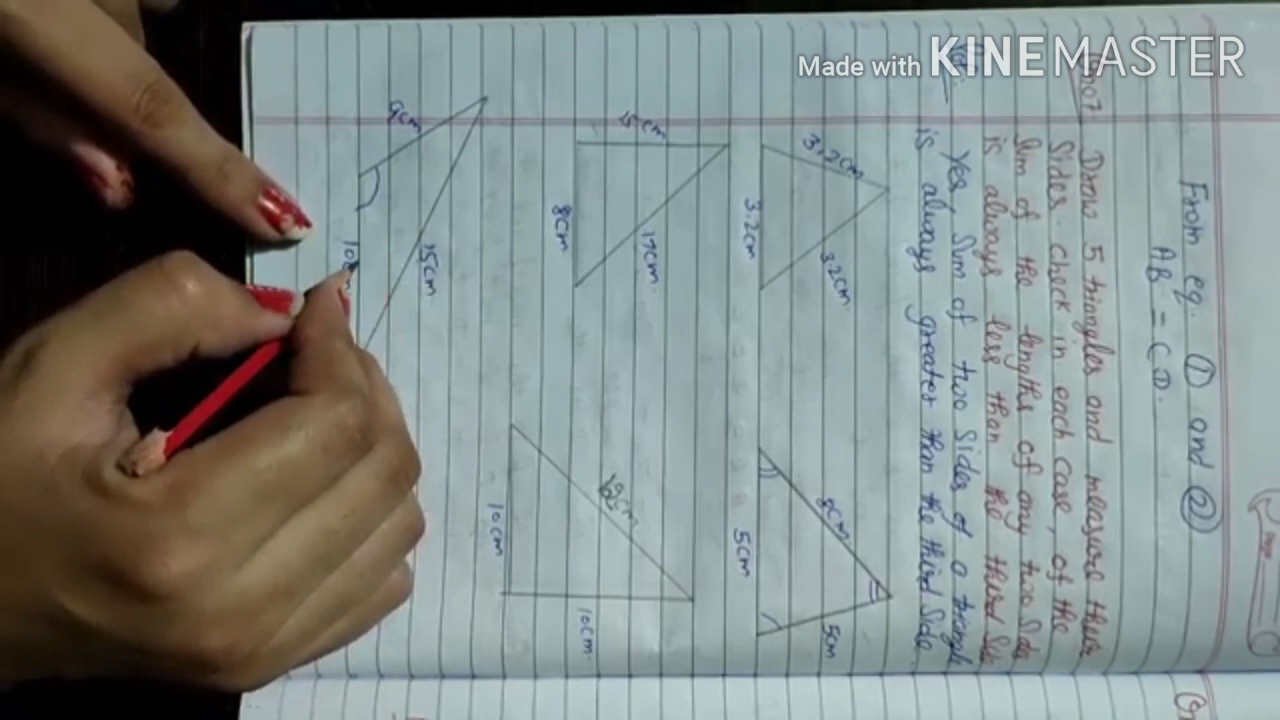 Made with KINEMASTER
Page
From eq. ① and ②
AB = CD.
Draw 5 triangles and measure their
Sides. Check in each case, of the
Sum of the lengths of any two Side
is always less than the third Side
Yes, Sum of two Sides of a triangle
is always greater than the third Side.
3.2cm
3.2cm
3.2cm
8cm
5cm
5cm
15cm
17cm
8cm
10cm
10cm.
9cm
15cm